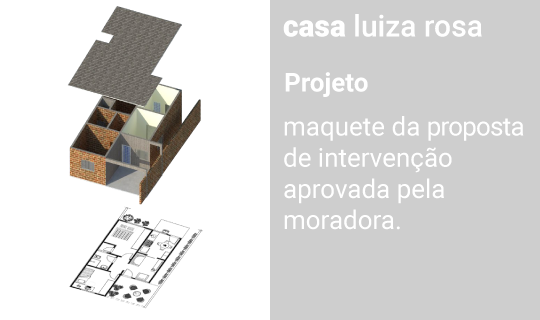 casa luiza rosa
Projeto
maquete da proposta
de intervenção
aprovada pela
moradora.